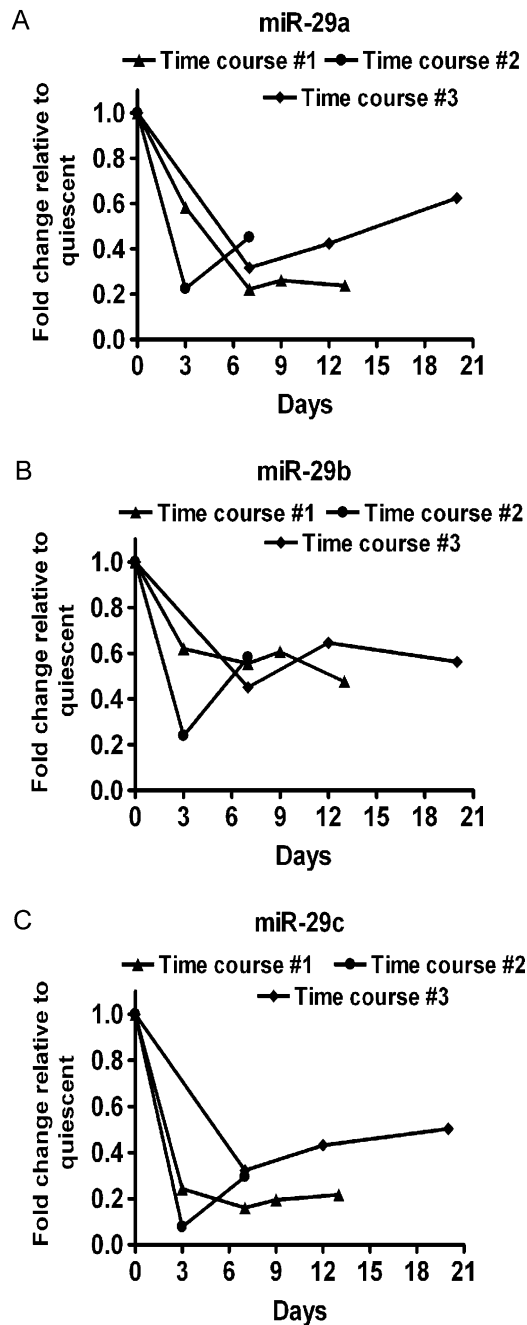 A
miR-29a
Time course #1 Time course #2
Time course #3
Fold change relative to
quiescent
1.0
0.8
0.6
0.4
0.2
0.0
0 3 6 9 12 15 18 21
Days
B
miR-29b
Time course #1 Time course #2
Time course #3
Fold change relative to
quiescent
1.0
0.8
0.6
0.4
0.2
0.0
0 3 6 9 12 15 18 21
Days
C
miR-29c
Time course #1 Time course #2
Time course #3
Fold change relative to
quiescent
1.0
0.8
0.6
0.4
0.2
0.0
0 3 6 9 12 15 18 21
Days